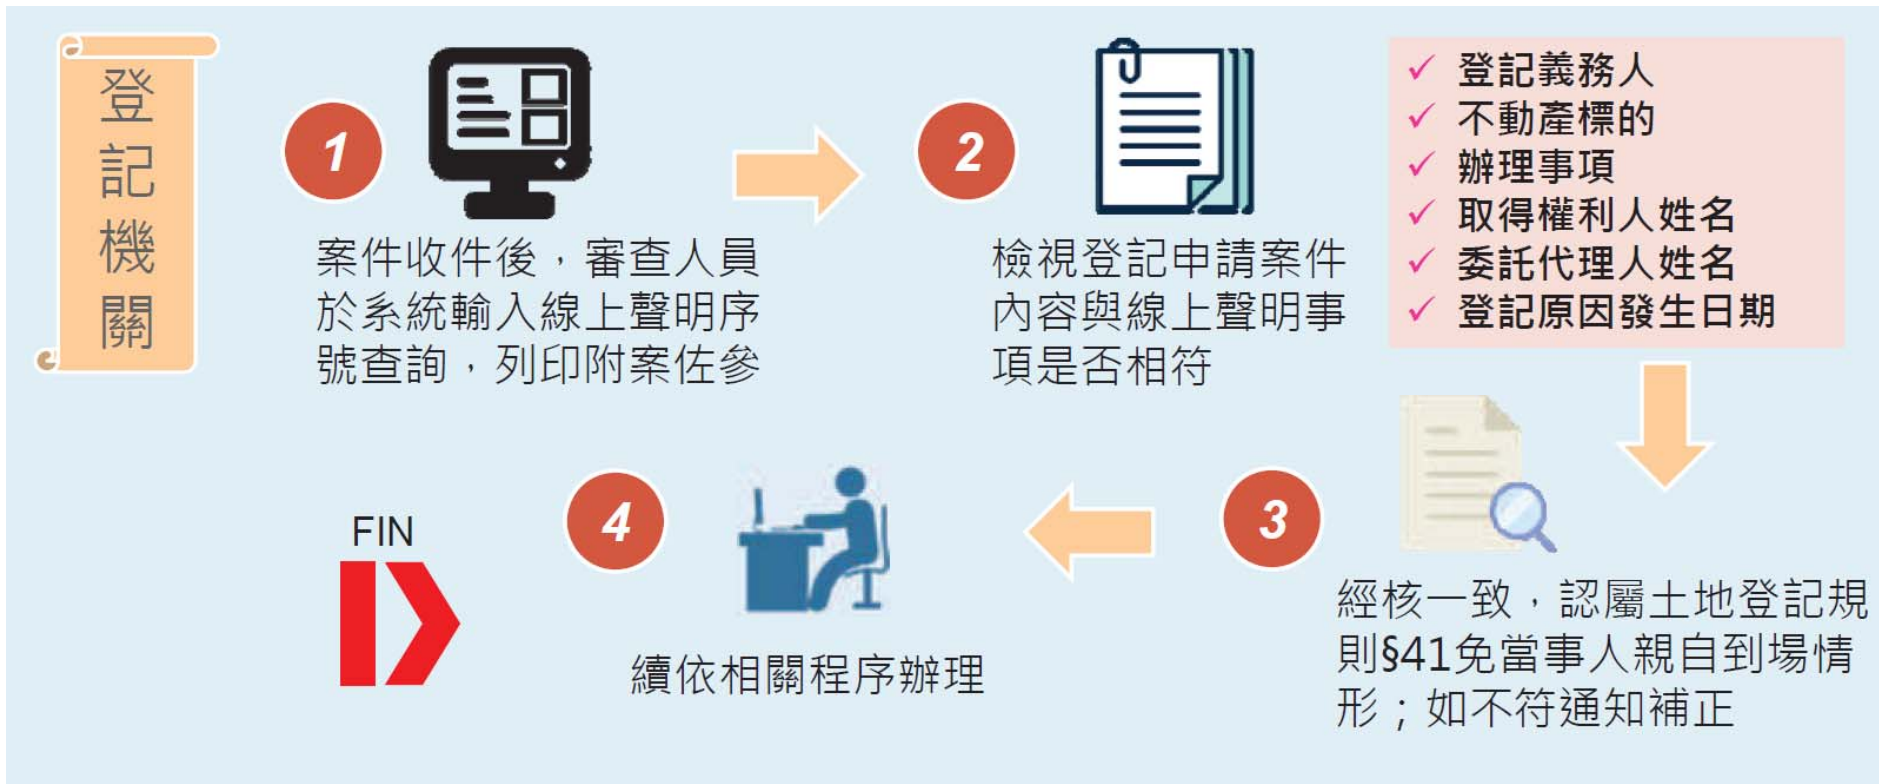 登記機關
1
案件收件後，審查人員
於系統輸入線上聲明序
號查詢，列印附案佐參
2
檢視登記申請案件
內容與線上聲明事
項是否相符
✓ 登記義務人
✓ 不動產標的
✓ 辦理事項
✓ 取得權利人姓名
✓ 委託代理人姓名
✓ 登記原因發生日期
3
經核一致，認屬土地登記規
則§41免當事人親自到場情
形；如不符通知補正
4
續依相關程序辦理
FIN